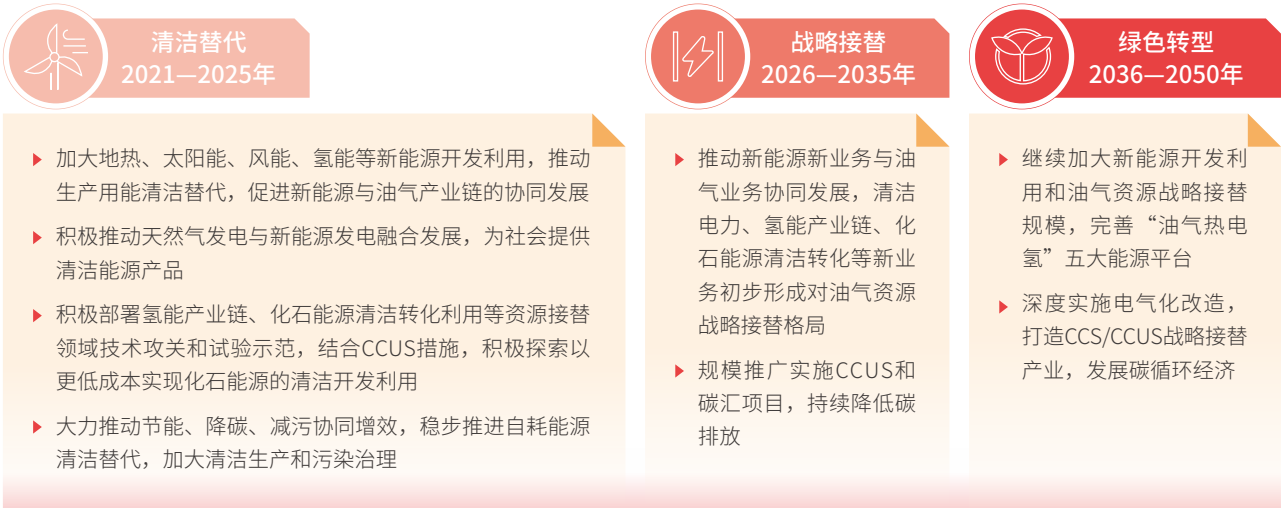 清洁替代
2021—2025年
加大地热、太阳能、风能、氢能等新能源开发利用，推动
生产用能清洁替代，促进新能源与油气产业链的协同发展
积极推动天然气发电与新能源发电融合发展，为社会提供
清洁能源产品
积极部署氢能产业链、化石能源清洁转化利用等资源接替
领域技术攻关和试验示范，结合CCUS措施，积极探索以
更低成本实现化石能源的清洁开发利用
大力推动节能、降碳、减污协同增效，稳步推进自耗能源
清洁替代，加大清洁生产和污染治理
战略接替
2026—2035年
推动新能源新业务与油
气业务协同发展，清洁
电力、氢能产业链、化
石能源清洁转化等新业
务初步形成对油气资源
战略接替格局
规模推广实施CCUS和
碳汇项目，持续降低碳
排放
绿色转型
2036—2050年
继续加大新能源开发利
用和油气资源战略接替
规模，完善“油气热电
氢”五大能源平台
深度实施电气化改造，
打造CCS/CCUS战略接替
产业，发展碳循环经济